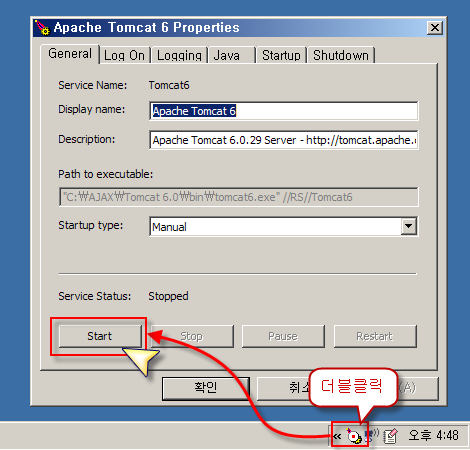 Apache Tomcat 6 Properties
General Log On Logging Java Startup Shutdown
Service Name: Tomcat6
Display name: Apache Tomcat 6
Description: Apache Tomcat 6.0.29 Server - http://tomcat.apache.
Path to executable:
"C:₩AJAX₩Tomcat 6.0₩bin₩tomcat6.exe" //RS//Tomcat6
Startup type: Manual
Service Status: Stopped
Start Stop Pause Restart
확인 취소 (A)
더블클릭
« 오후 4:48